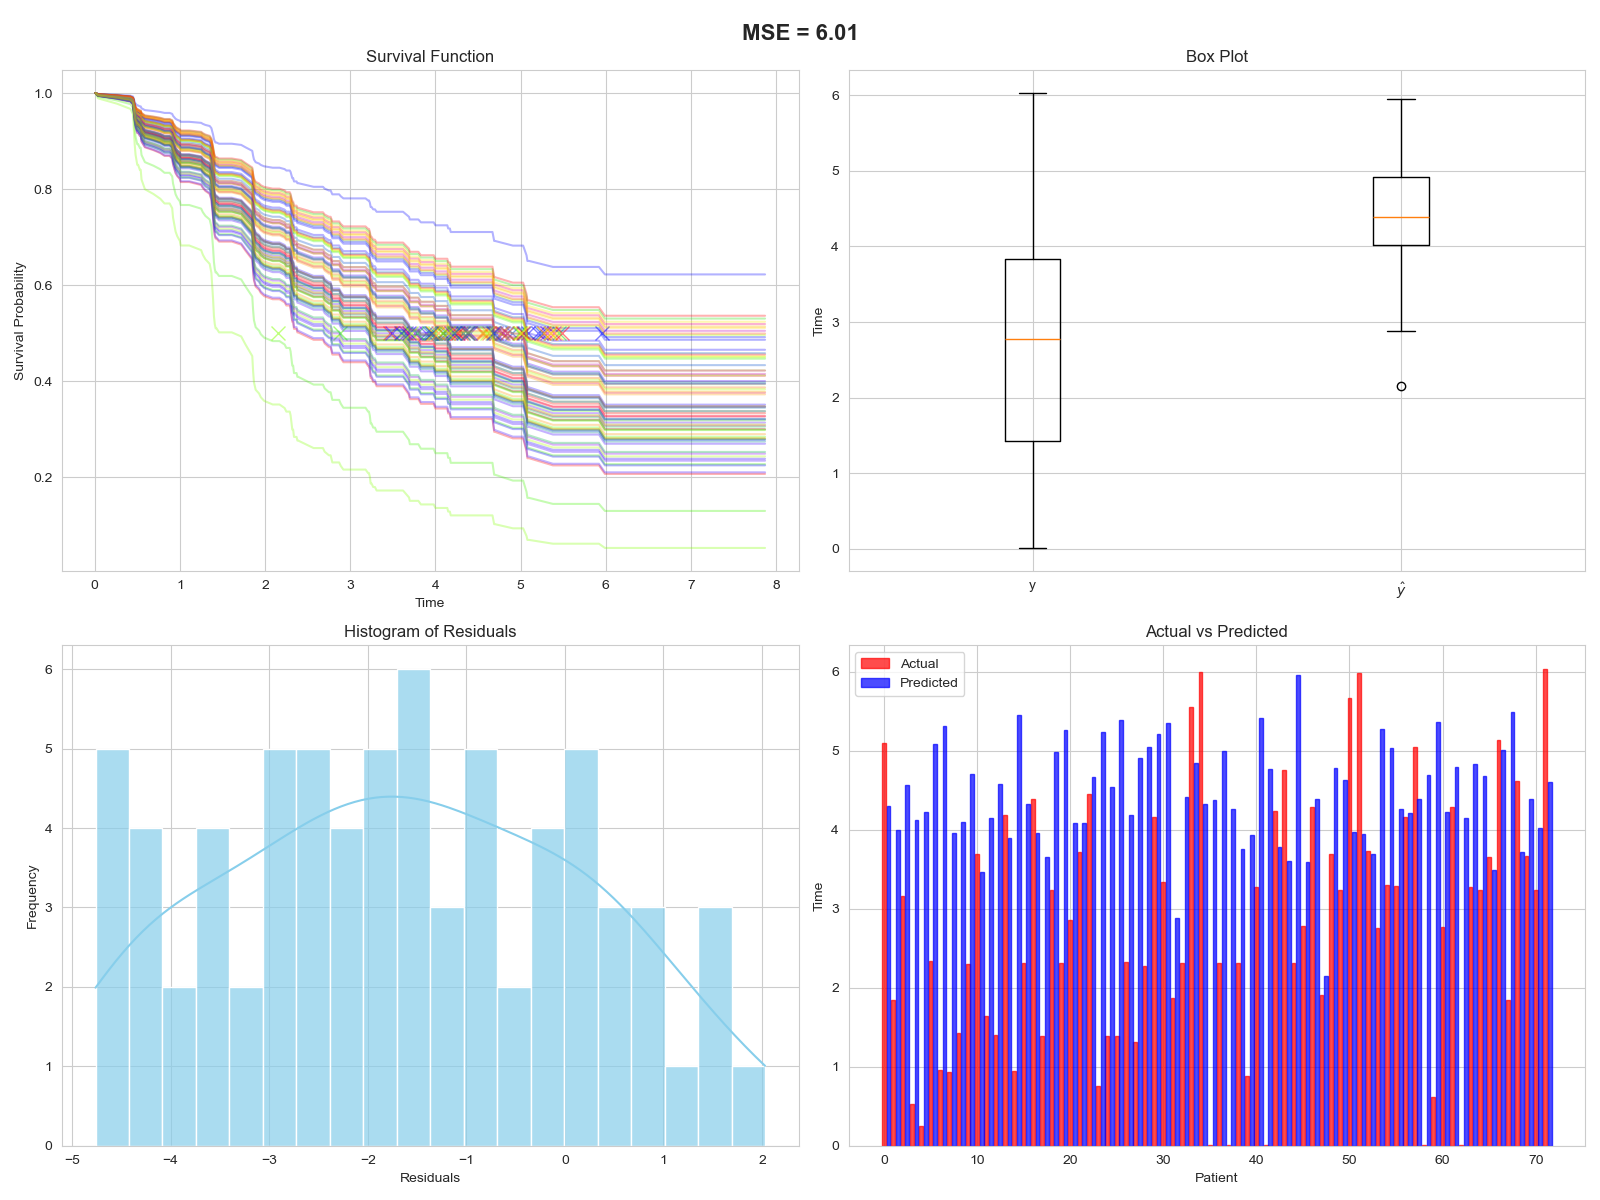 MSE = 6.01
Survival Function
1.0
0.8
0.6
0.4
0.2
Survival Probability
0 1 2 3 4 5 6 7 8
Time
Box Plot
6
5
4
3
2
1
0
Time
y ŷ
Histogram of Residuals
6
5
4
3
2
1
0
Frequency
−5 −4 −3 −2 −1 0 1 2
Residuals
Actual vs Predicted
Actual
Predicted
6
5
4
3
2
1
0
Time
0 10 20 30 40 50 60 70
Patient